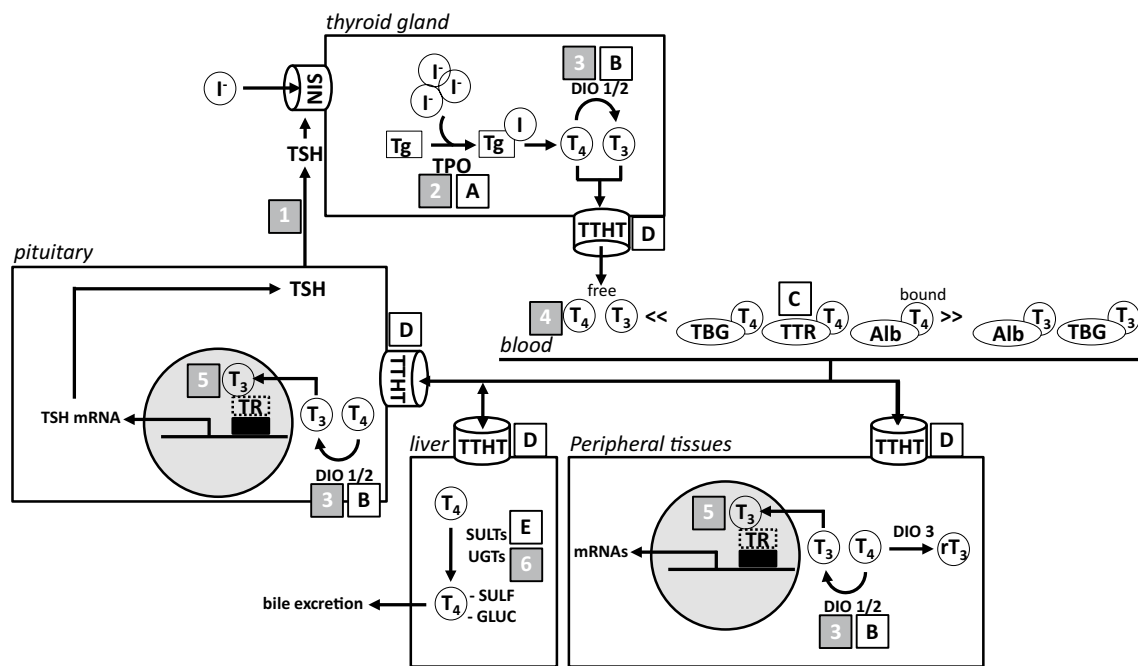 thyroid gland
I-
NIS
TSH
1
I-
I-
I-
Tg
TPO
2
A
Tg
I
3
B
DIO 1/2
T4
T3
TTHT
D
pituitary
TSH
TSH mRNA
5
T3
TR
T3
T4
DIO 1/2
3
B
D
TTHT
free
4
T4
T3
<<
C
bound
T4
T4
T4
>>
T3
T3
TBG
TTR
Alb
Alb
TBG
blood
liver
TTHT
D
T4
SULTs
E
UGTs
6
T4
- SULF
- GLUC
bile excretion
Peripheral tissues
TTHT
D
5
T3
TR
mRNAs
T3
T4
DIO 3
rT3
DIO 1/2
3
B